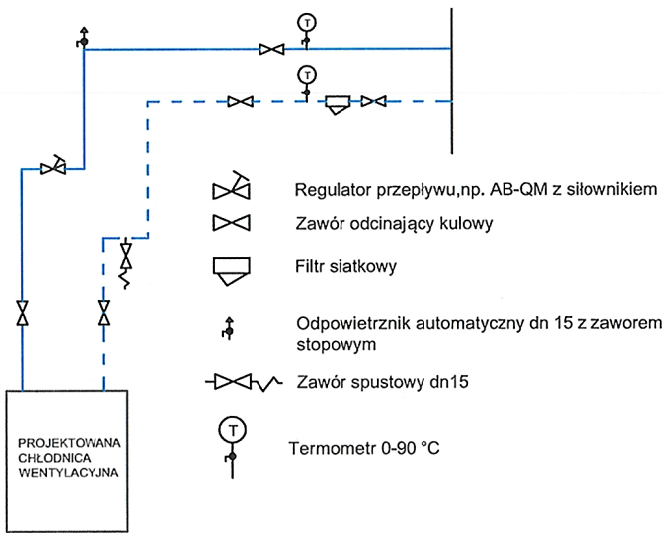 T
T
Regulator przepływu,np. AB-QM z siłownikiem
Zawór odcinający kulowy
Filtr siatkowy
Odpowietrznik automatyczny dn 15 z zaworem
stopowym
Zawór spustowy dn15
T
Termometr 0-90 °C
PROJEKTOWANA
CHŁODNICA
WENTYLACYJNA